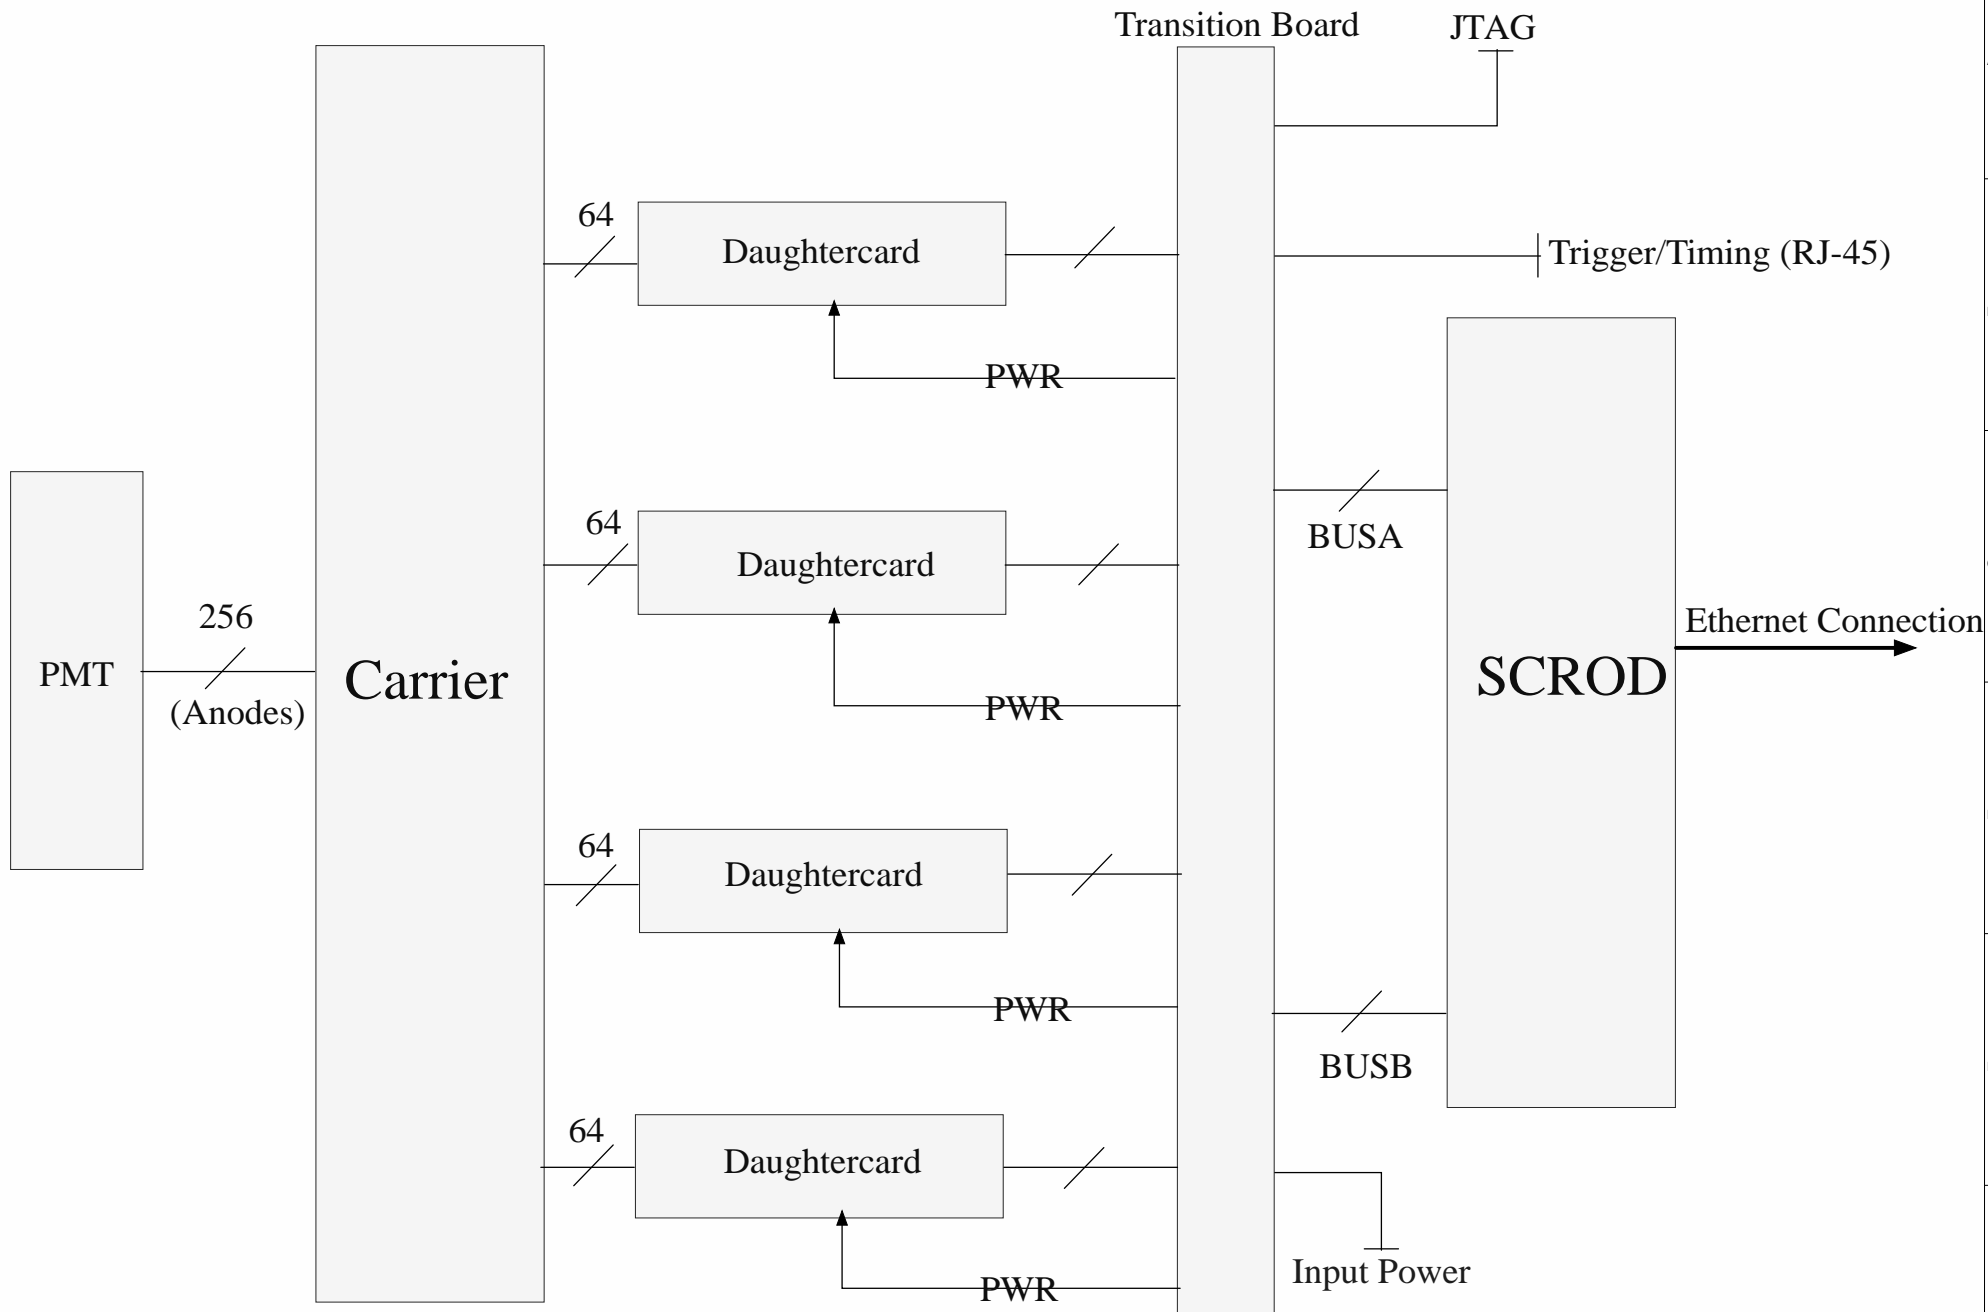 Transition Board
JTAG
64
Daughtercard
Trigger/Timing (RJ-45)
PWR
64
Daughtercard
BUSA
256
PMT
(Anodes)
Carrier
Ethernet Connection
SCROD
PWR
64
Daughtercard
PWR
BUSB
64
Daughtercard
Input Power
PWR